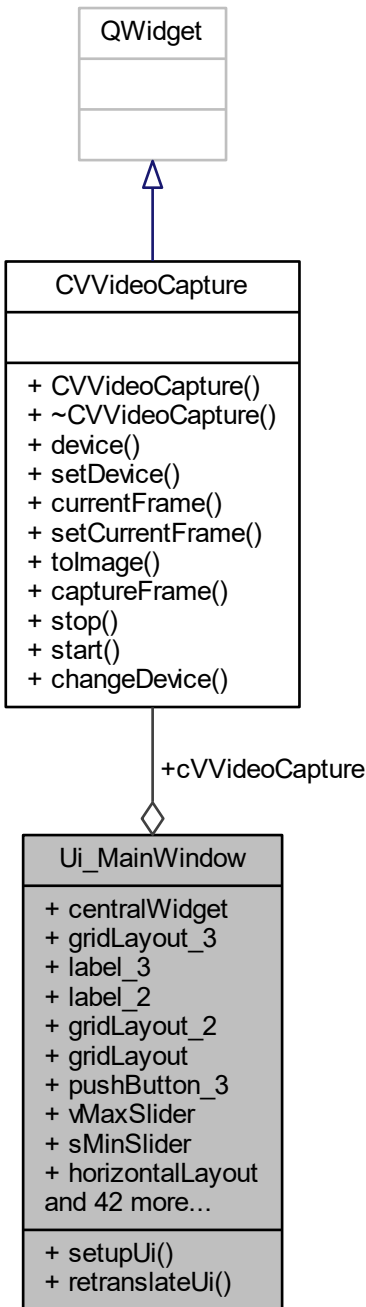 QWidget
CVVideoCapture
+ CVVideoCapture()
+ ~CVVideoCapture()
+ device()
+ setDevice()
+ currentFrame()
+ setCurrentFrame()
+ toImage()
+ captureFrame()
+ stop()
+ start()
+ changeDevice()
+cVVideoCapture
Ui_MainWindow
+ centralWidget
+ gridLayout_3
+ label_3
+ label_2
+ gridLayout_2
+ gridLayout
+ pushButton_3
+ vMaxSlider
+ sMinSlider
+ horizontalLayout
and 42 more...
+ setupUi()
+ retranslateUi()